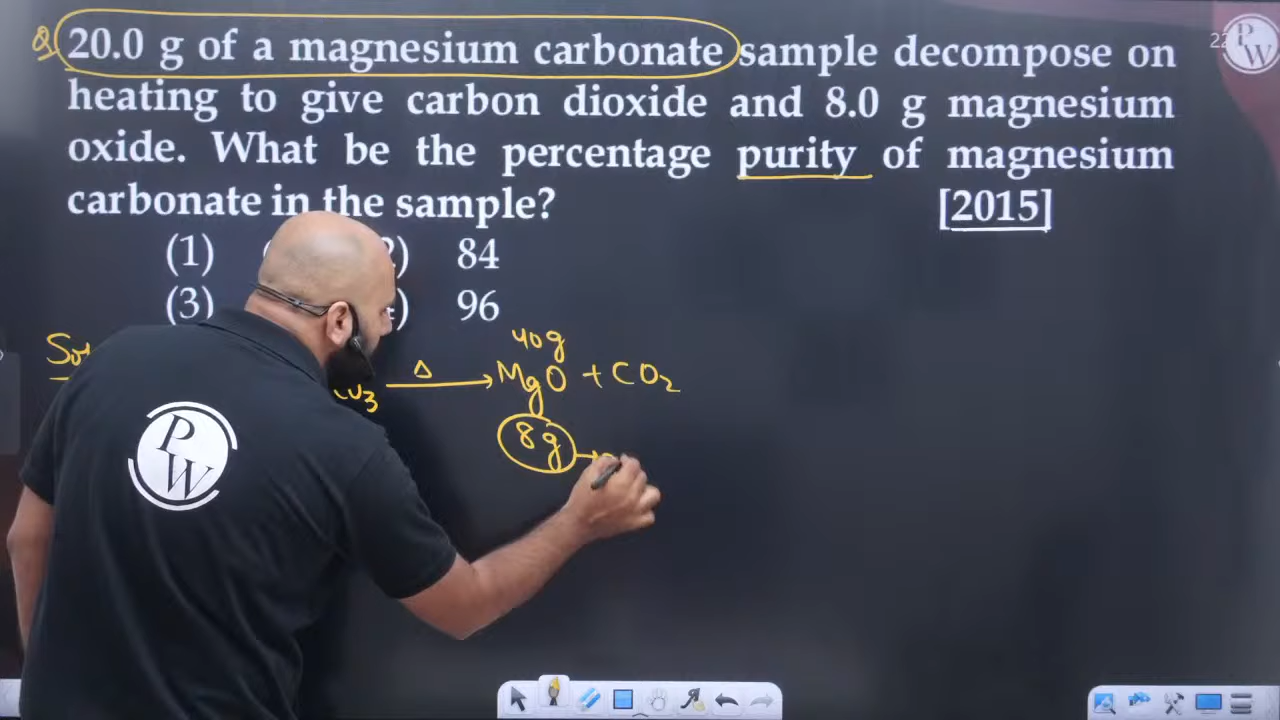 Q 20.0 g of a magnesium carbonate sample decompose on
heating to give carbon dioxide and 8.0 g magnesium
oxide. What be the percentage purity of magnesium
carbonate in the sample? [2015]
(1) 84
(3) 96
40g
Δ → MgO + CO2
8g →
PW
PW